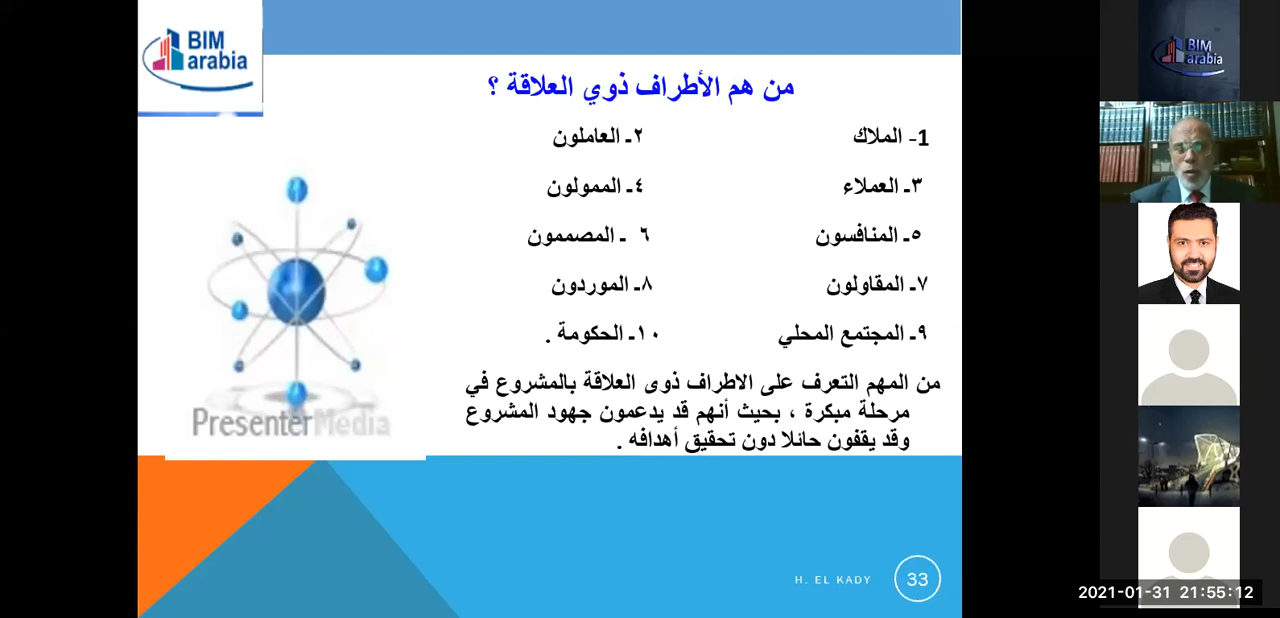 BIM
arabia
من هم الأطراف ذوي العلاقة ؟
1- الملاك
٢ـ العاملون
٣ـ العملاء
٤ـ الممولون
٥ـ المنافسون
٦ ـ المصممون
٧ـ المقاولون
٨ـ الموردون
٩ـ المجتمع المحلي
١٠ـ الحكومة .
من المهم التعرف على الاطراف ذوى العلاقة بالمشروع في
مرحلة مبكرة ، بحيث أنهم قد يدعمون جهود المشروع
وقد يقفون حائلا دون تحقيق أهدافه .
PresenterMedia
H. EL KADY
33
BIM
arabia
2021-01-31 21:55:12